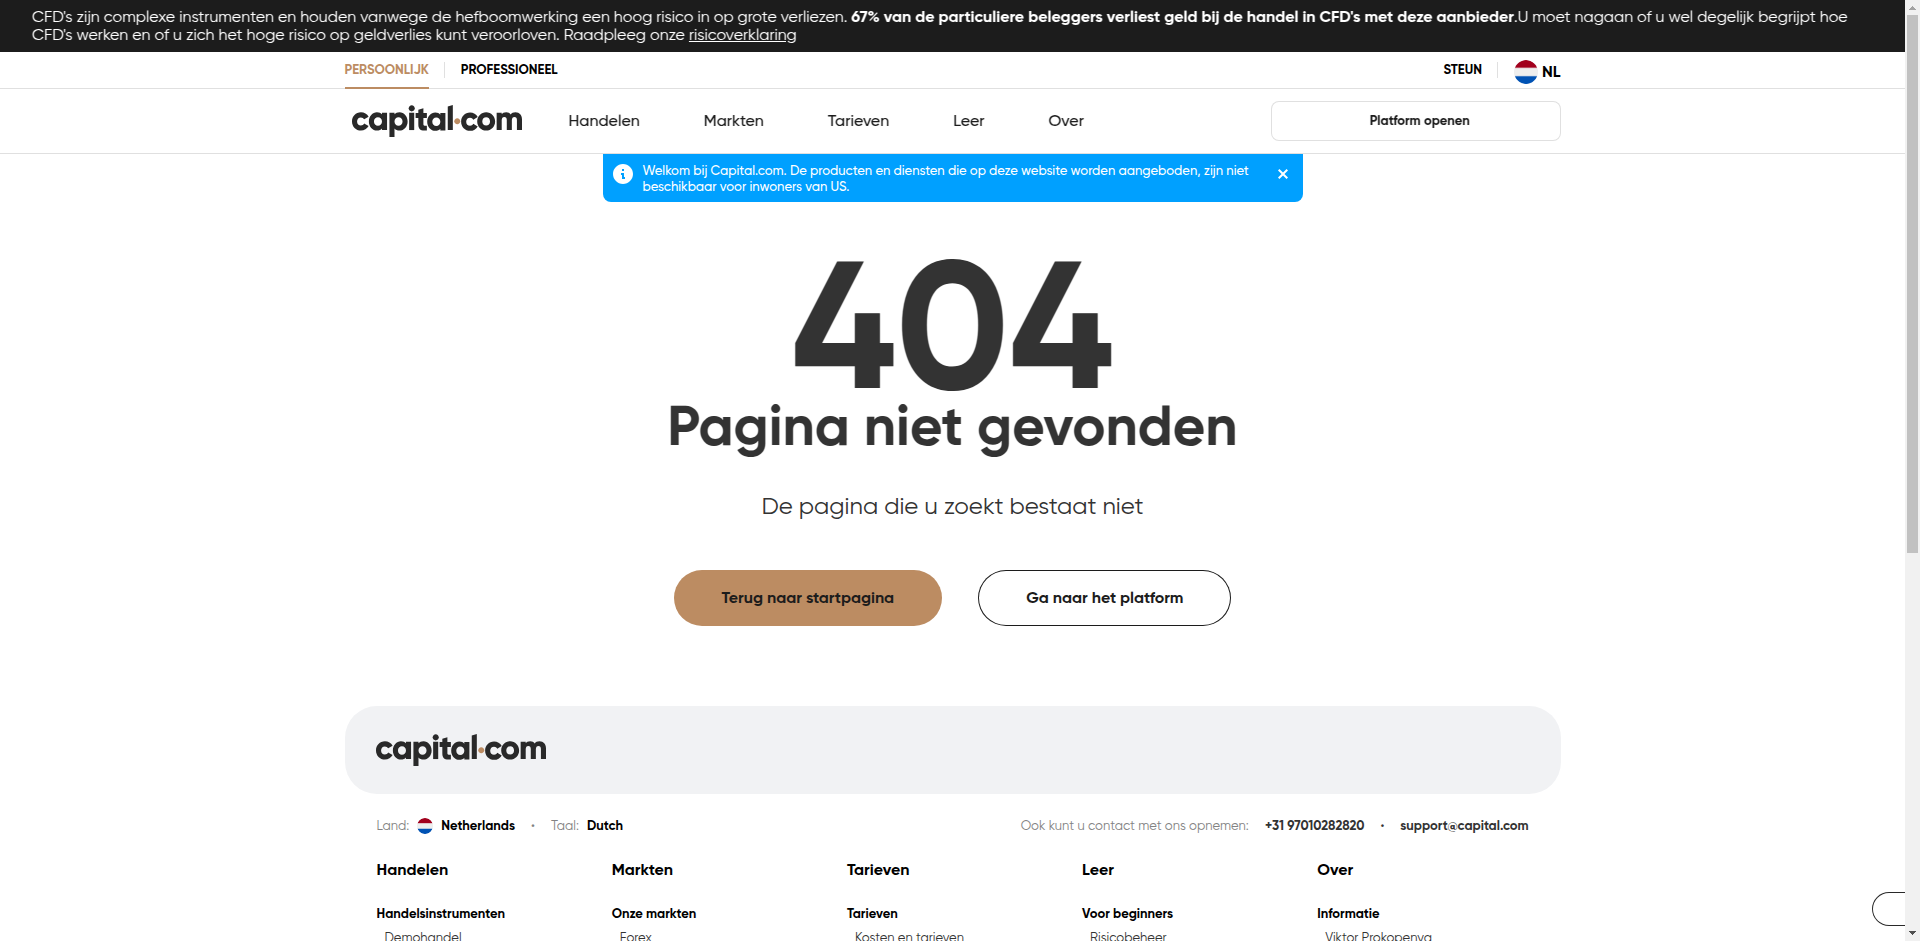 CFD's zijn complexe instrumenten en houden vanwege de hefboomwerking een hoog risico in op grote verliezen. 67% van de particuliere beleggers verliest geld bij de handel in CFD's met deze aanbieder.U moet nagaan of u wel degelijk begrijpt hoe
CFD's werken en of u zich het hoge risico op geldverlies kunt veroorloven. Raadpleeg onze risicoverklaring
PERSOONLIJK PROFESSIONEEL STEUN NL
capital.com Handelen Markten Tarieven Leer Over Platform openen
Welkom bij Capital.com. De producten en diensten die op deze website worden aangeboden, zijn niet
beschikbaar voor inwoners van US.
404
Pagina niet gevonden
De pagina die u zoekt bestaat niet
Terug naar startpagina Ga naar het platform
capital.com
Land: Netherlands • Taal: Dutch Ook kunt u contact met ons opnemen: +31 97010282820 • support@capital.com
Handelen Markten Tarieven Leer Over
Handelsinstrumenten Onze markten Tarieven Voor beginners Informatie
Demohandel Forex Kosten en tarieven Risicobeheer Viktor Prokopenya